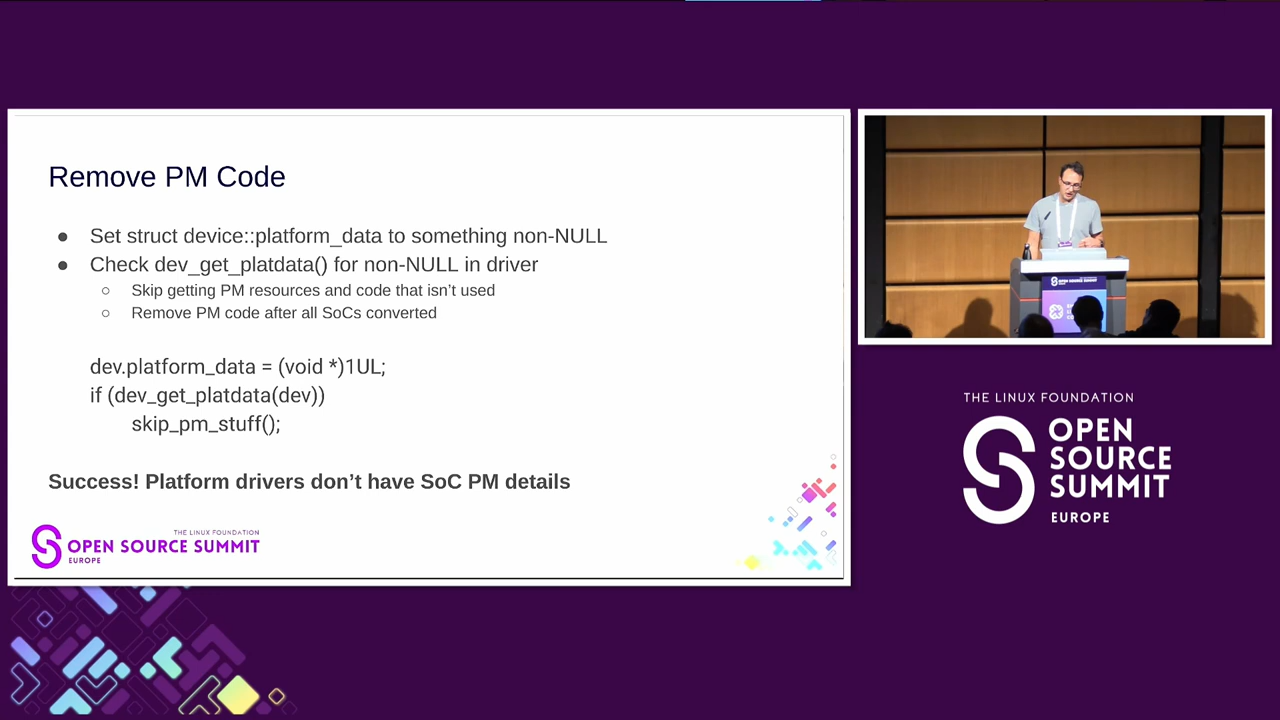 Remove PM Code
● Set struct device::platform_data to something non-NULL
● Check dev_get_platdata() for non-NULL in driver
○ Skip getting PM resources and code that isn’t used
○ Remove PM code after all SoCs converted
dev.platform_data = (void *)1UL;
if (dev_get_platdata(dev))
skip_pm_stuff();
Success! Platform drivers don’t have SoC PM details
THE LINUX FOUNDATION
OPEN SOURCE SUMMIT
EUROPE
OPEN SOURCE SUMMIT
THE LINUX FOUNDATION
OPEN
SOURCE
SUMMIT
EUROPE